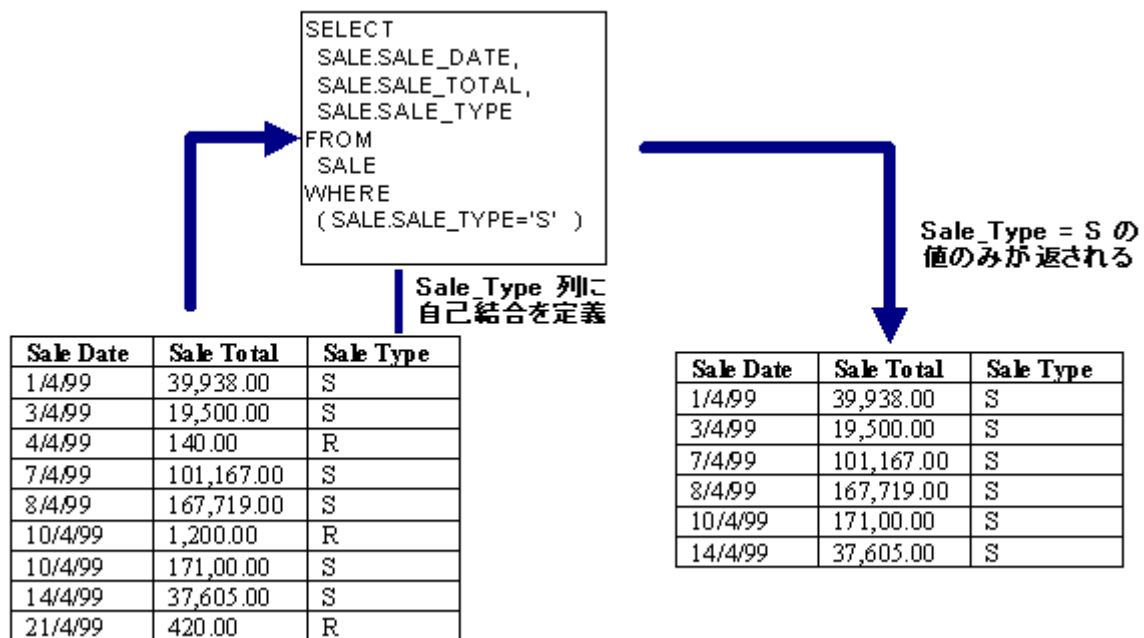 SELECT
SALE.SALE_DATE,
SALE.SALE_TOTAL,
SALE.SALE_TYPE
FROM
SALE
WHERE
( SALE.SALE_TYPE='S' )
Sale_Type 列に
自己結合を定義
Sale_Type = S の
値のみが返される
Sale Date Sale Total Sale Type
1/4/99 39,938.00 S
3/4/99 19,500.00 S
4/4/99 140.00 R
7/4/99 101,167.00 S
8/4/99 167,719.00 S
10/4/99 1,200.00 R
10/4/99 171,00.00 S
14/4/99 37,605.00 S
21/4/99 420.00 R
Sale Date Sale Total Sale Type
1/4/99 39,938.00 S
3/4/99 19,500.00 S
7/4/99 101,167.00 S
8/4/99 167,719.00 S
10/4/99 171,00.00 S
14/4/99 37,605.00 S